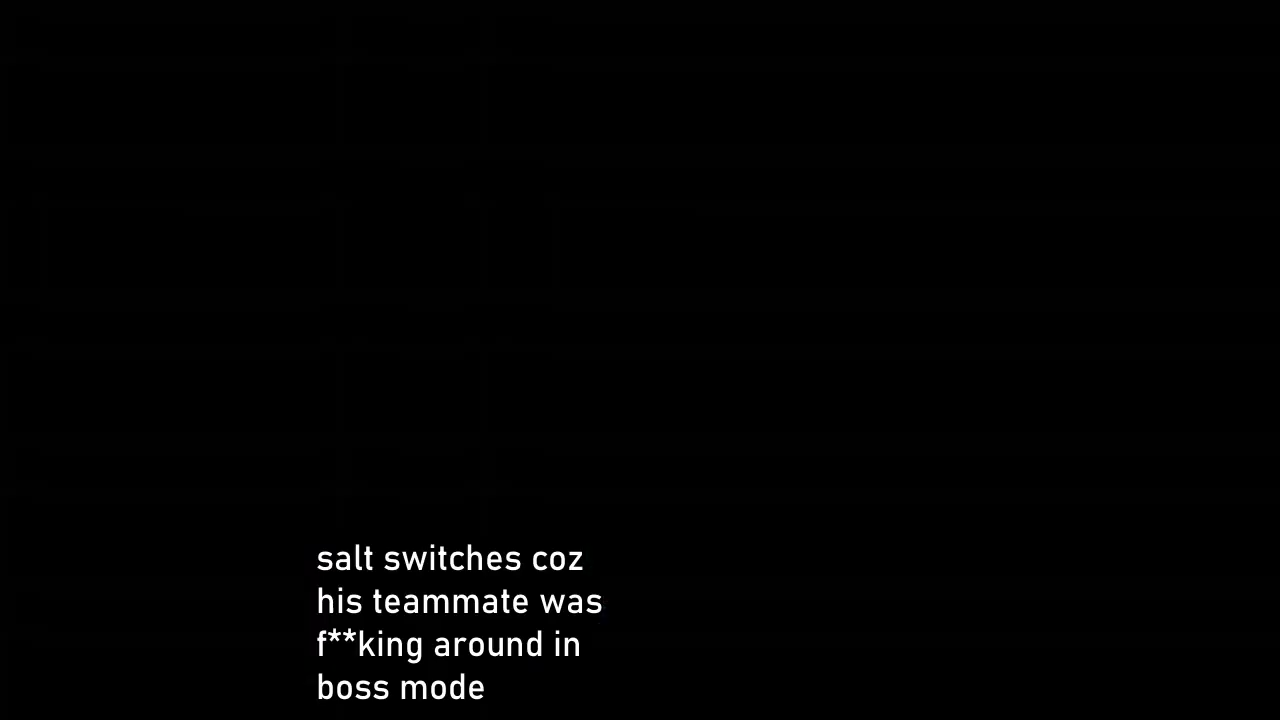 salt switches coz
his teammate was
f**king around in
boss mode